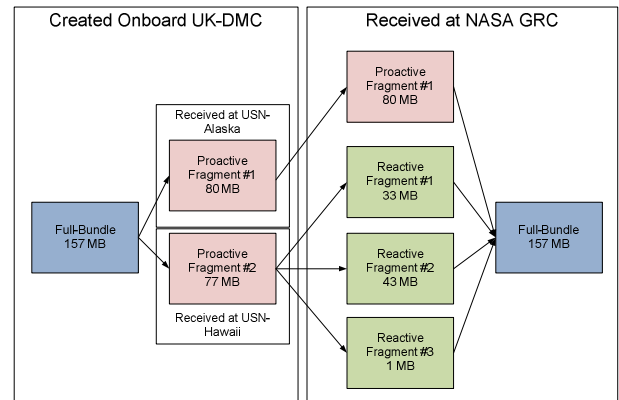 Created Onboard UK-DMC
Received at NASA GRC
Full-Bundle
157 MB
Received at USN-
Alaska
Proactive
Fragment #1
80 MB
Proactive
Fragment #2
77 MB
Received at USN-
Hawaii
Proactive
Fragment #1
80 MB
Reactive
Fragment #1
33 MB
Reactive
Fragment #2
43 MB
Reactive
Fragment #3
1 MB
Full-Bundle
157 MB